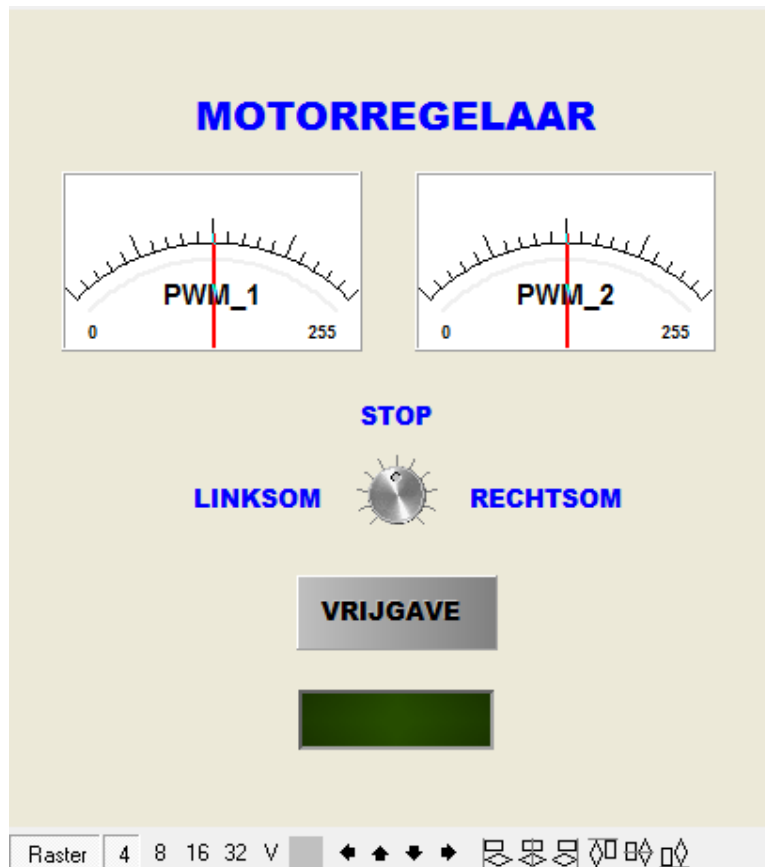 MOTORREGELAAR
PWM_1
0 255
PWM_2
0 255
STOP
LINKSOM
RECHTSOM
VRIJGAVE
Raster 4 8 16 32 V